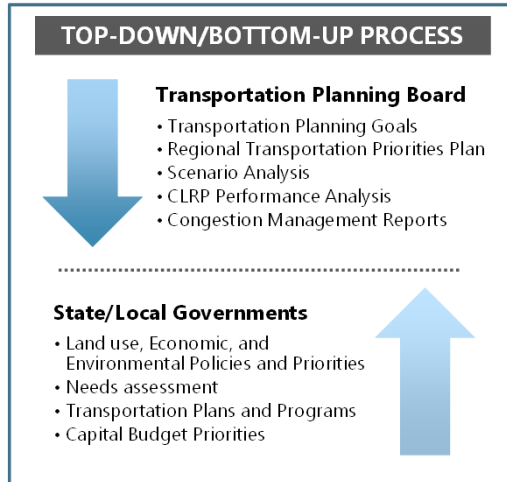 TOP-DOWN/BOTTOM-UP PROCESS
Transportation Planning Board
• Transportation Planning Goals
• Regional Transportation Priorities Plan
• Scenario Analysis
• CLRP Performance Analysis
• Congestion Management Reports
State/Local Governments
• Land use, Economic, and
Environmental Policies and Priorities
• Needs assessment
• Transportation Plans and Programs
• Capital Budget Priorities